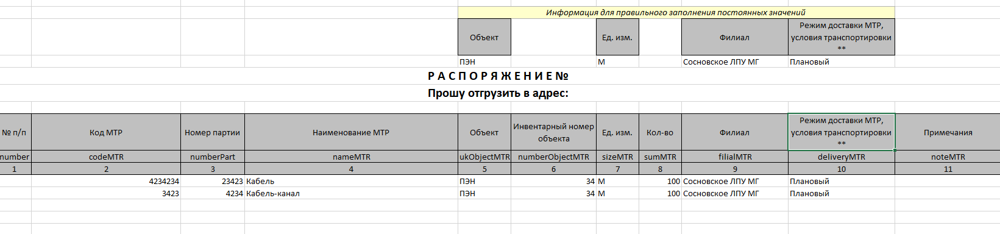 Информация для правильного заполнения постоянных значений
Объект Ед. изм. Филиал Режим доставки МТР, условия транспортировки **
ПЭН М Сосновское ЛПУ МГ Плановый
Р А С П О Р Я Ж Е Н И Е №
Прошу отгрузить в адрес:
№ п/п Код МТР Номер партии Наименование МТР Объект Инвентарный номер объекта Ед. изм. Кол-во Филиал Режим доставки МТР, условия транспортировки ** Примечания
number codeMTR numberPart nameMTR ukObjectMTR numberObjectMTR sizeMTR sumMTR filialMTR deliveryMTR noteMTR
1 2 3 4 5 6 7 8 9 10 11
4234234 23423 Кабель ПЭН 34 М 100 Сосновское ЛПУ МГ Плановый
3423 4234 Кабель-канал ПЭН 34 М 100 Сосновское ЛПУ МГ Плановый